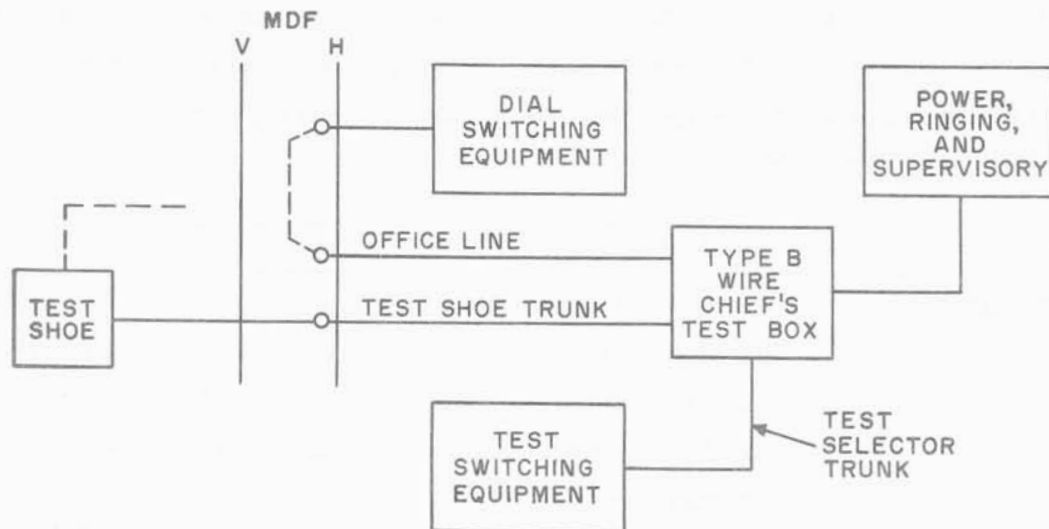 MDF
V
H
DIAL
SWITCHING
EQUIPMENT
POWER,
RINGING,
AND
SUPERVISORY
OFFICE LINE
TYPE B
WIRE
CHIEF'S
TEST BOX
TEST
SHOE
TEST SHOE TRUNK
TEST
SWITCHING
EQUIPMENT
TEST
SELECTOR
TRUNK